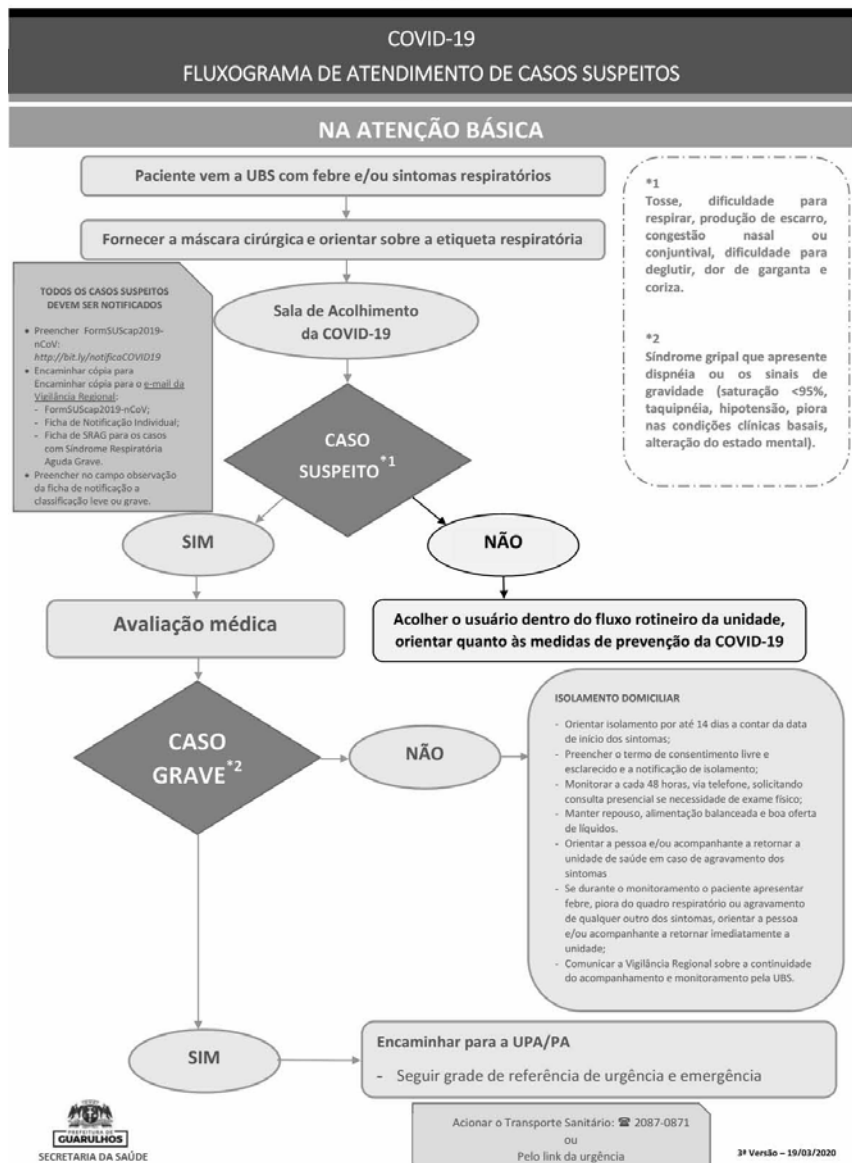 COVID-19
FLUXOGRAMA DE ATENDIMENTO DE CASOS SUSPEITOS
NA ATENÇÃO BÁSICA
Paciente vem a UBS com febre e/ou sintomas respiratórios
Fornecer a máscara cirúrgica e orientar sobre a etiqueta respiratória
*1
Tosse, dificuldade para
respirar, produção de escarro,
congestão nasal ou
conjuntival, dificuldade para
deglutir, dor de garganta e
coriza.
*2
Síndrome gripal que apresente
dispnéia ou os sinais de
gravidade (saturação <95%,
taquipnéia, hipotensão, piora
nas condições clínicas basais,
alteração do estado mental).
TODOS OS CASOS SUSPEITOS
DEVEM SER NOTIFICADOS
• Preencher FormSUScap2019-
nCoV:
http://bit.ly/notificaCOVID19
• Encaminhar cópia para
Encaminhar cópia para o e-mail da
Vigilância Regional:
- FormSUScap2019-nCoV;
- Ficha de Notificação Individual;
- Ficha de SRAG para os casos
com Síndrome Respiratória
Aguda Grave.
• Preencher no campo observação
da ficha de notificação a
classificação leve ou grave.
Sala de Acolhimento
da COVID-19
CASO
SUSPEITO*1
SIM
NÃO
Avaliação médica
Acolher o usuário dentro do fluxo rotineiro da unidade,
orientar quanto às medidas de prevenção da COVID-19
CASO
GRAVE*2
NÃO
ISOLAMENTO DOMICILIAR
- Orientar isolamento por até 14 dias a contar da data
de início dos sintomas;
- Preencher o termo de consentimento livre e
esclarecido e a notificação de isolamento;
- Monitorar a cada 48 horas, via telefone, solicitando
consulta presencial se necessidade de exame físico;
- Manter repouso, alimentação balanceada e boa oferta
de líquidos.
- Orientar a pessoa e/ou acompanhante a retornar a
unidade de saúde em caso de agravamento dos
sintomas
- Se durante o monitoramento o paciente apresentar
febre, piora do quadro respiratório ou agravamento
de qualquer outro dos sintomas, orientar a pessoa
e/ou acompanhante a retornar imediatamente a
unidade;
- Comunicar a Vigilância Regional sobre a continuidade
do acompanhamento e monitoramento pela UBS.
SIM
Encaminhar para a UPA/PA
- Seguir grade de referência de urgência e emergência
Acionar o Transporte Sanitário: ☎ 2087-0871
ou
Pelo link da urgência
PREFEITURA DE
GUARULHOS
SECRETARIA DA SAÚDE
3ª Versão – 19/03/2020